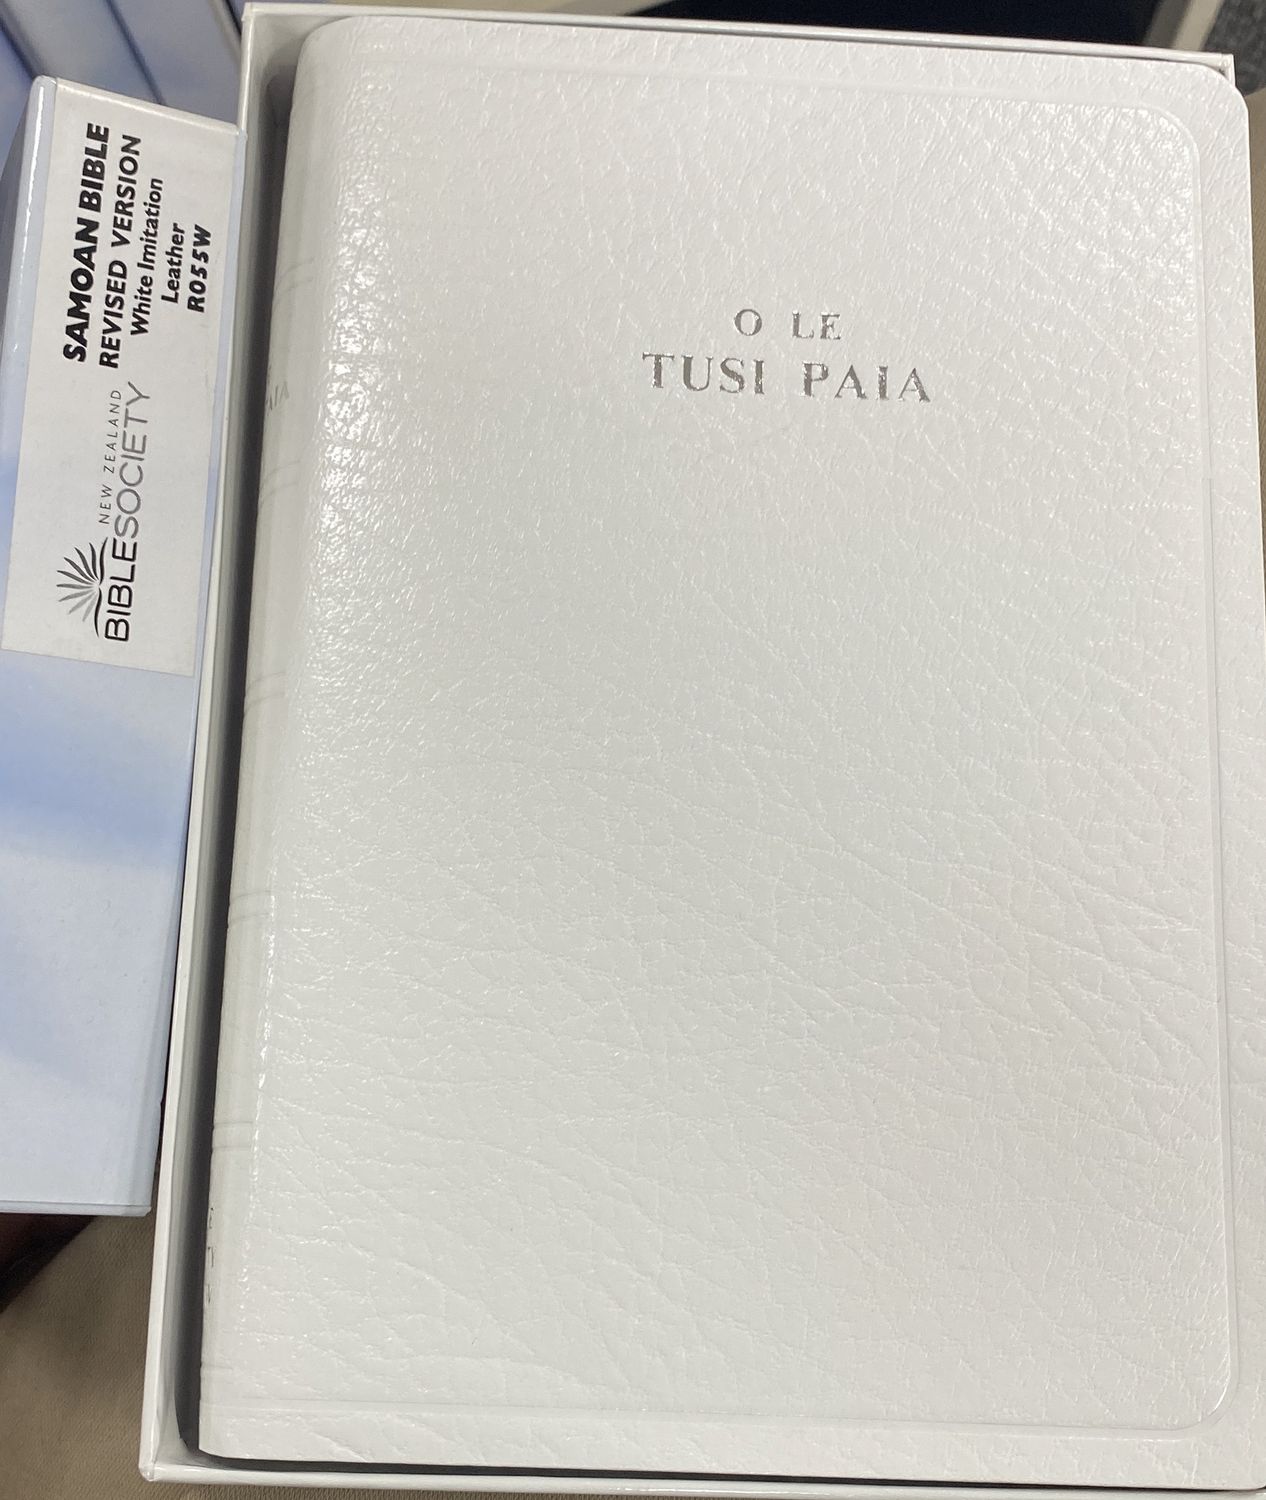 SAMOAN BIBLE
REVISED VERSION
White Imitation
Leather
R055W
NEW ZEALAND
BIBLESOCIETY
O LE
TUSI PAIA